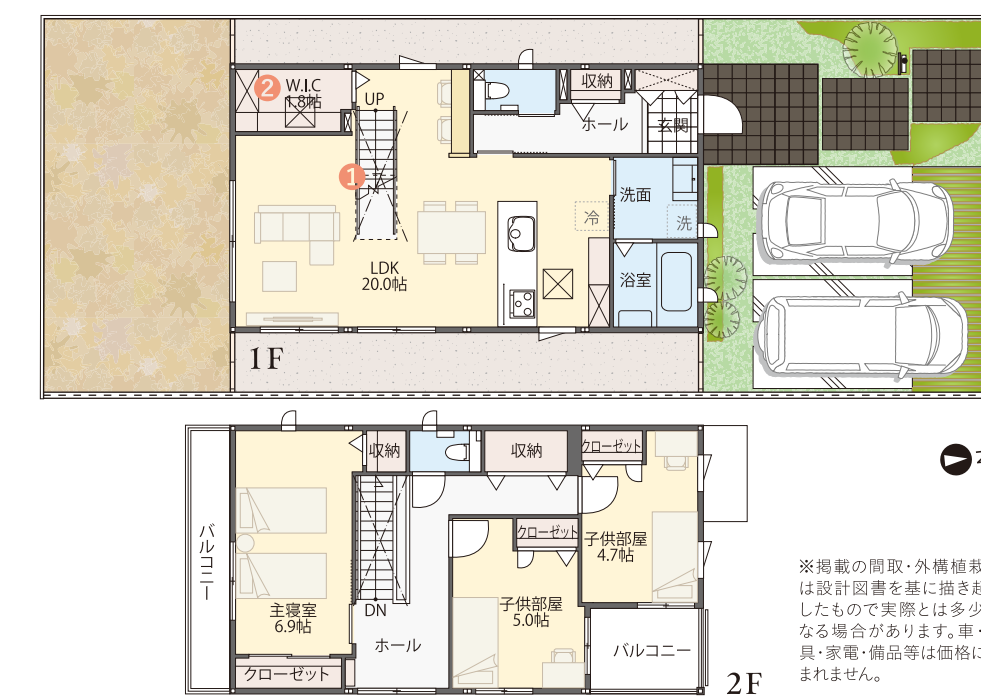 2
W.I.C
1.8帖
UP
収納
ホール
玄関
1
洗面
冷
洗
LDK
20.0帖
浴室
1F
収納
収納
クローゼット
バルコニー
クローゼット
子供部屋
4.7帖
主寝室
6.9帖
DN
子供部屋
5.0帖
ホール
バルコニー
クローゼット
2F
※掲載の間取・外構植栽
は設計図書を基に描き起
したもので実際とは多少
なる場合があります。車・
具・家電・備品等は価格に
まれません。